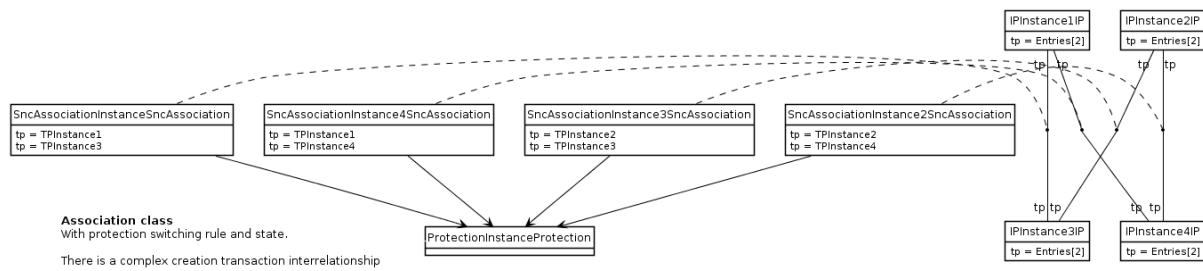 IPInstance1IP
tp = Entries[2]
IPInstance2IP
tp = Entries[2]
tp
tp
tp
tp
SncAssociationInstanceSncAssociation
tp = TPInstance1
tp = TPInstance3
SncAssociationInstance4SncAssociation
tp = TPInstance1
tp = TPInstance4
SncAssociationInstance3SncAssociation
tp = TPInstance2
tp = TPInstance3
SncAssociationInstance2SncAssociation
tp = TPInstance2
tp = TPInstance4
tp
tp
tp
tp
Association class
With protection switching rule and state.
There is a complex creation transaction interrelationship
ProtectionInstanceProtection
IPInstance3IP
tp = Entries[2]
IPInstance4IP
tp = Entries[2]